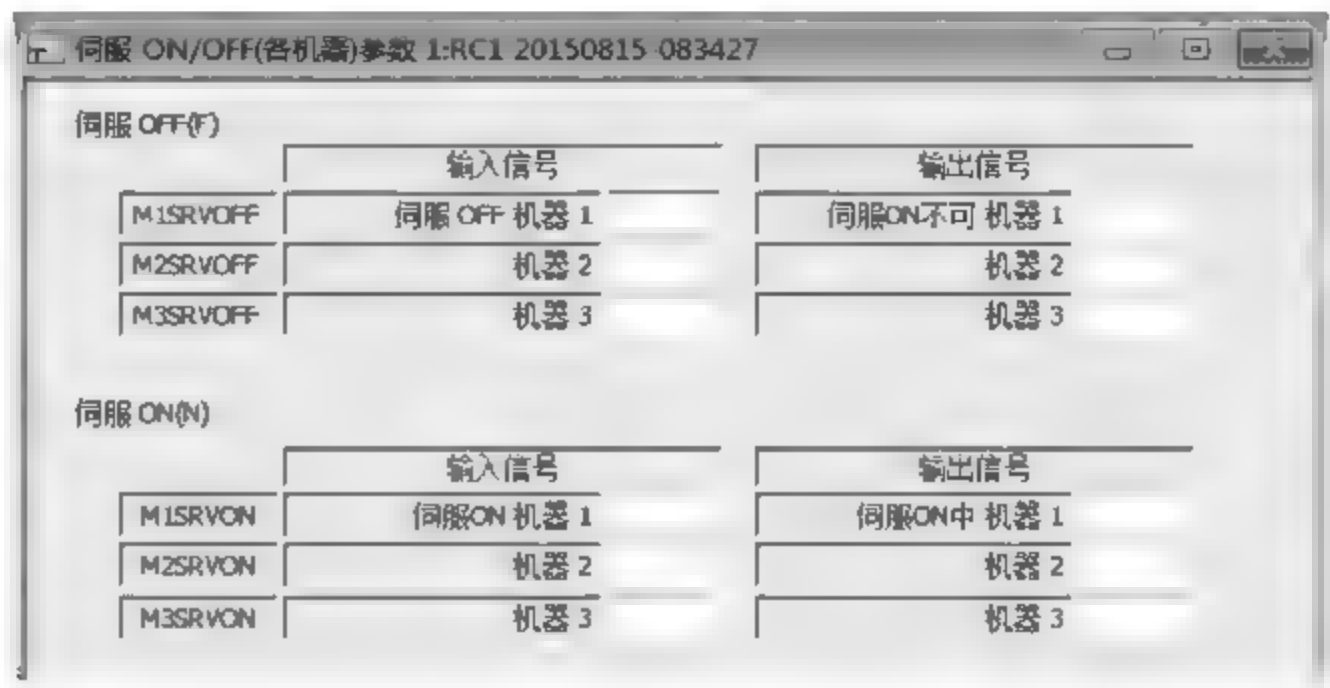 伺服 ON/OFF(各机器)参数 1:RC1 20150815-083427
伺服 OFF(F)
输入信号 输出信号
M1SRVOFF 伺服 OFF 机器 1 伺服ON不可 机器 1
M2SRVOFF 机器 2 机器 2
M3SRVOFF 机器 3 机器 3
伺服 ON(N)
输入信号 输出信号
M1SRVON 伺服ON 机器 1 伺服ON中 机器 1
M2SRVON 机器 2 机器 2
M3SRVON 机器 3 机器 3